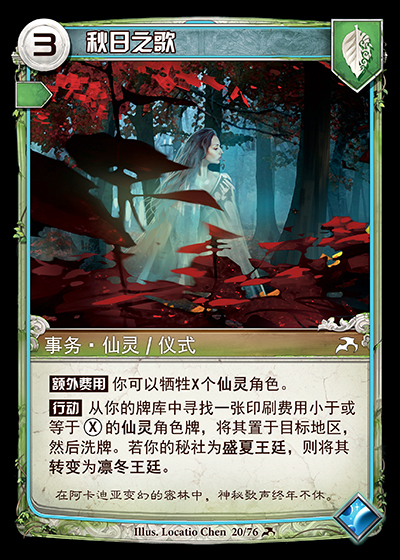 3
秋日之歌
事务·仙灵 / 仪式
额外费用 你可以牺牲X个仙灵角色。
行动 从你的牌库中寻找一张印刷费用小于或
等于 X 的仙灵角色牌，将其置于目标地区，
然后洗牌。若你的秘社为盛夏王廷，则将其
转变为凛冬王廷。
在阿卡迪亚变幻的密林中，神秘歌声终年不休。
Illus. Locatio Chen 20/76